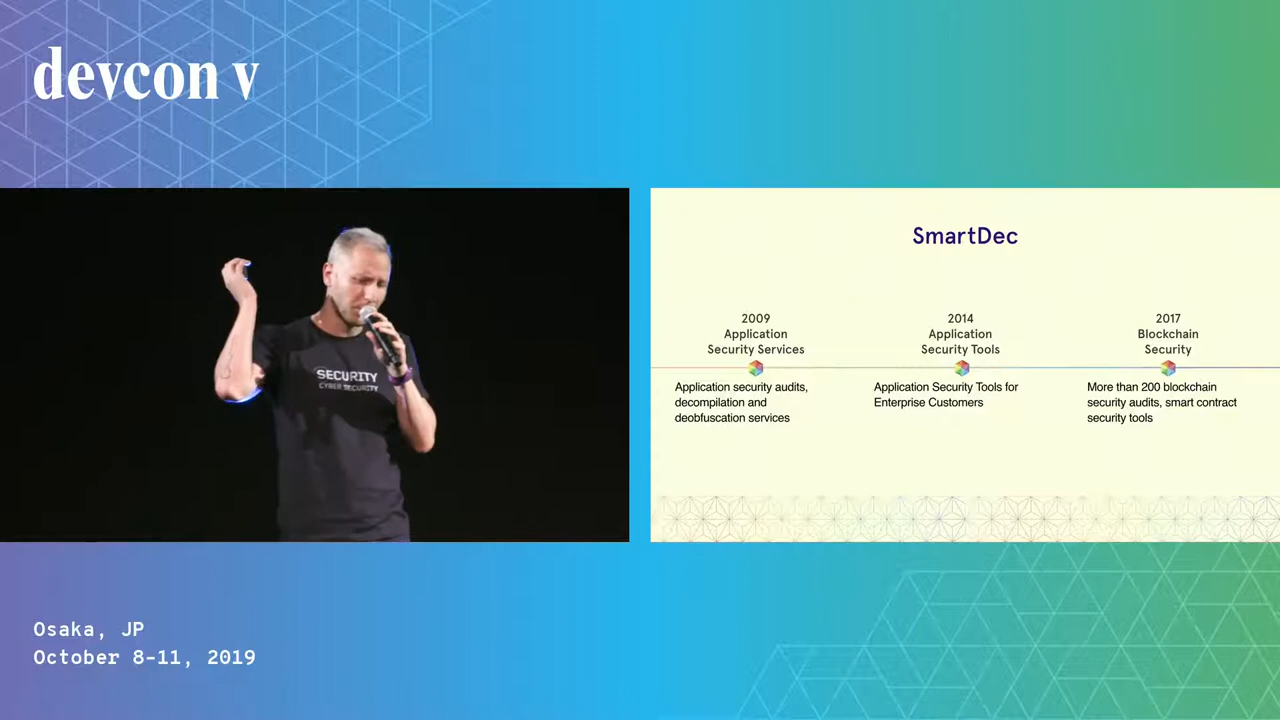 devcon v
SECURITY
CYBER SECURITY
SmartDec
2009
Application
Security Services
Application security audits,
decompilation and
deobfuscation services
2014
Application
Security Tools
Application Security Tools for
Enterprise Customers
2017
Blockchain
Security
More than 200 blockchain
security audits, smart contract
security tools
Osaka, JP
October 8-11, 2019